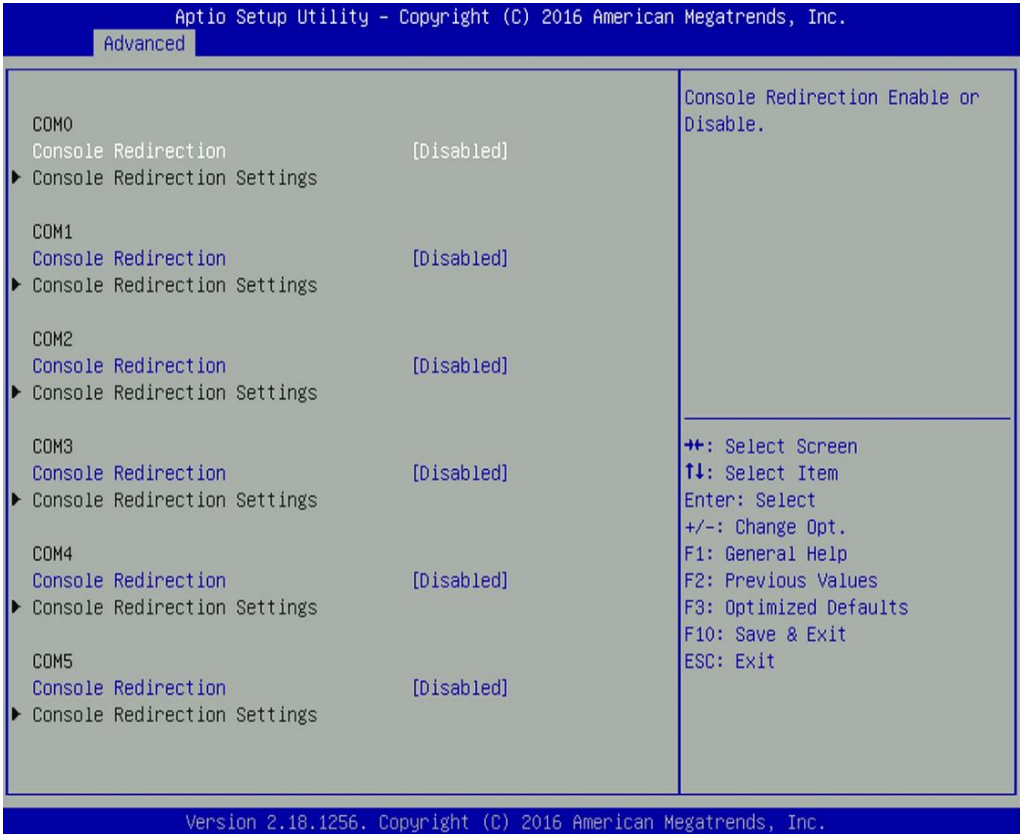 Aptio Setup Utility – Copyright (C) 2016 American Megatrends, Inc.
Advanced
COM0
Console Redirection [Disabled]
▶ Console Redirection Settings
COM1
Console Redirection [Disabled]
▶ Console Redirection Settings
COM2
Console Redirection [Disabled]
▶ Console Redirection Settings
COM3
Console Redirection [Disabled]
▶ Console Redirection Settings
COM4
Console Redirection [Disabled]
▶ Console Redirection Settings
COM5
Console Redirection [Disabled]
▶ Console Redirection Settings
Console Redirection Enable or
Disable.
→←: Select Screen
↑↓: Select Item
Enter: Select
+/-: Change Opt.
F1: General Help
F2: Previous Values
F3: Optimized Defaults
F10: Save & Exit
ESC: Exit
Version 2.18.1256. Copyright (C) 2016 American Megatrends, Inc.